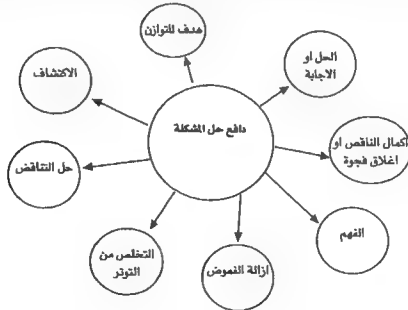 هدف للتوازن
الحل او
الاجابة
الاكتشاف
دافع حل المشكلة
اكمال الناقص او
اغلاق فجوة
حل التناقض
الفهم
التخلص من
التوتر
ازالة الغموض